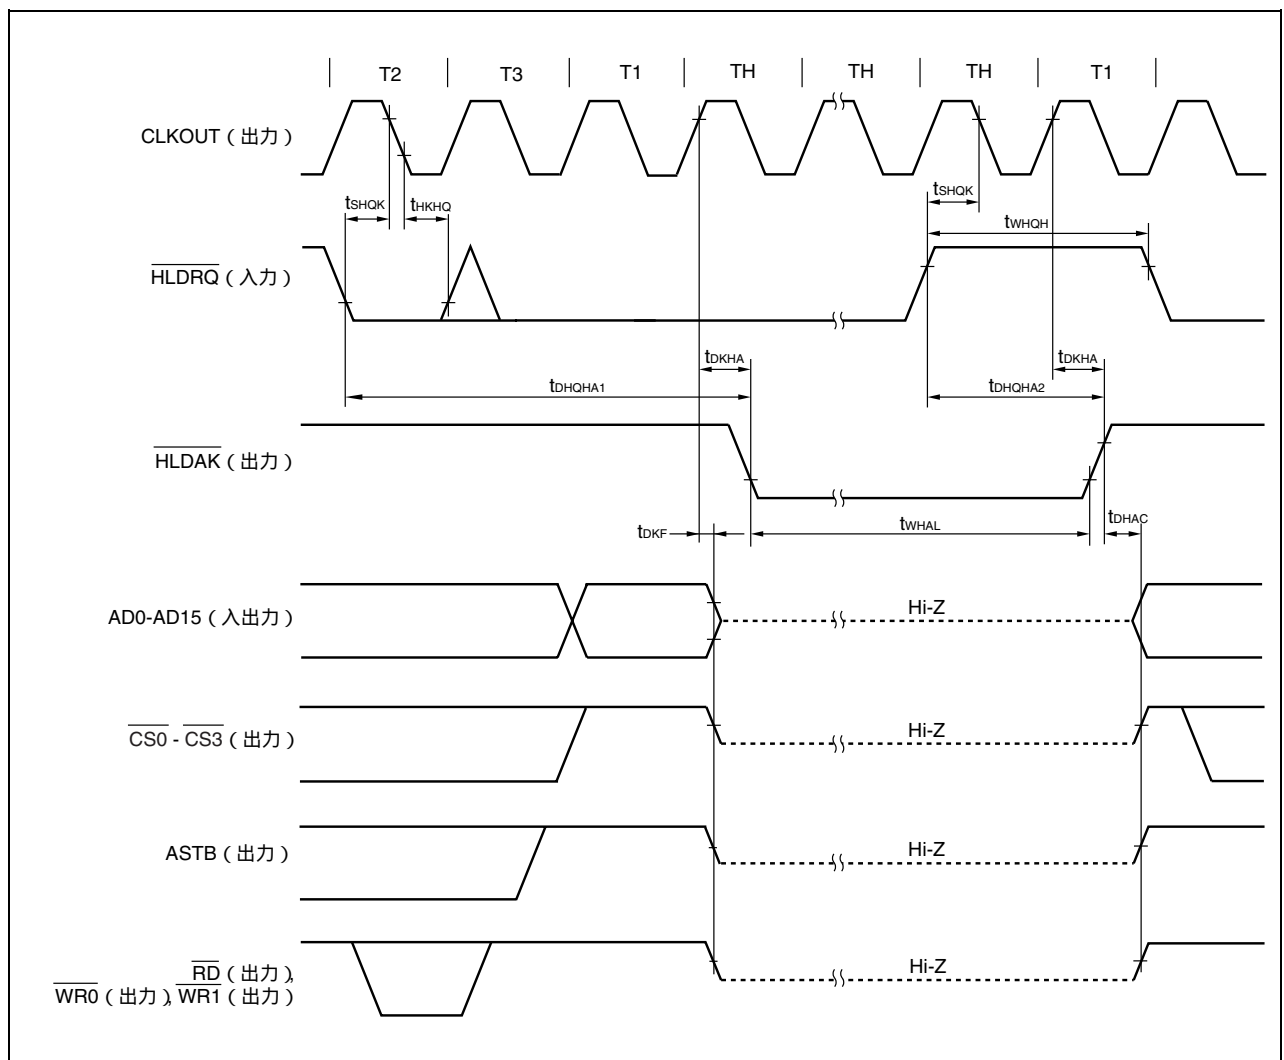 T2 T3 T1 TH TH TH T1
CLKOUT（出力）
tSHQK tHKHQ tSHQK
tWHQH
HLDRQ（入力）
tDKHA tDKHA
tDHQHA1 tDHQHA2
HLDAK（出力）
tDKF tWHAL tDHAC
AD0-AD15（入出力） Hi-Z
CS0 - CS3（出力） Hi-Z
ASTB（出力） Hi-Z
RD（出力）, Hi-Z
WR0（出力）, WR1（出力）